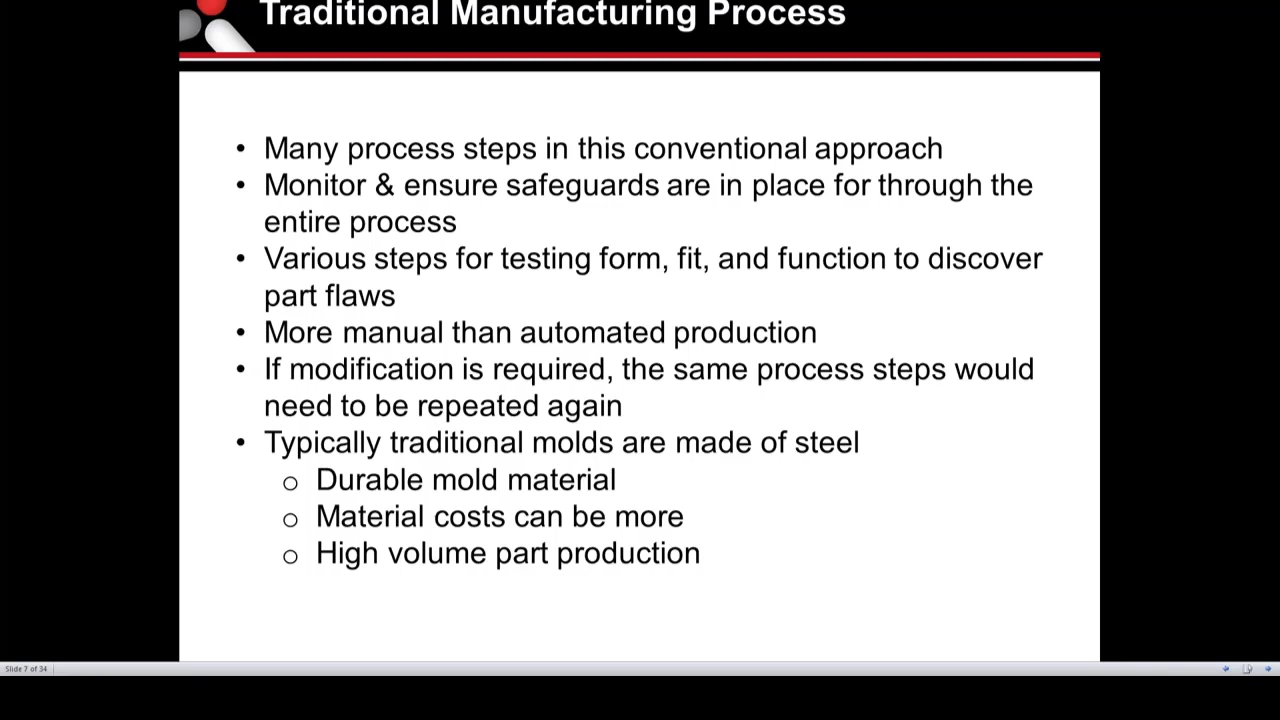 Traditional Manufacturing Process
• Many process steps in this conventional approach
• Monitor & ensure safeguards are in place for through the
entire process
• Various steps for testing form, fit, and function to discover
part flaws
• More manual than automated production
• If modification is required, the same process steps would
need to be repeated again
• Typically traditional molds are made of steel
o Durable mold material
o Material costs can be more
o High volume part production
Slide 7 of 34